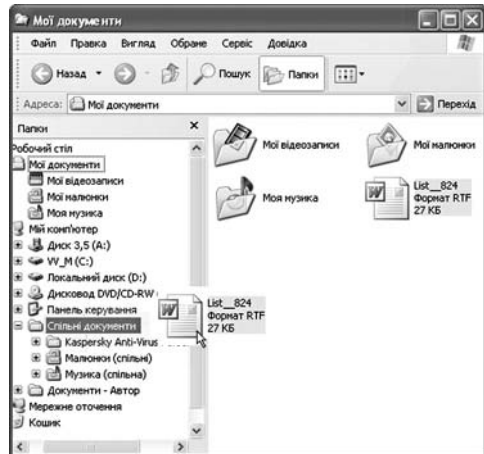 Мої документи
Файл Правка Вигляд Обране Сервіс Довідка
Назад Пошук Папки
Адреса: Мої документи Перехід
Папки
Робочий стіл
Мої документи
Мої відеозаписи
Мої малюнки
Моя музика
Мій комп'ютер
Диск 3,5 (A:)
VV_M (C:)
Локальний диск (D:)
Дисковод DVD/CD-RW
Панель керування
Спільні документи
Kaspersky Anti-Virus
Малюнки (спільні)
Музика (спільна)
Документи - Автор
Мережне оточення
Кошик
Мої відеозаписи
Мої малюнки
Моя музика
List__824
Формат RTF
27 КБ
List__824
Формат RTF
27 КБ